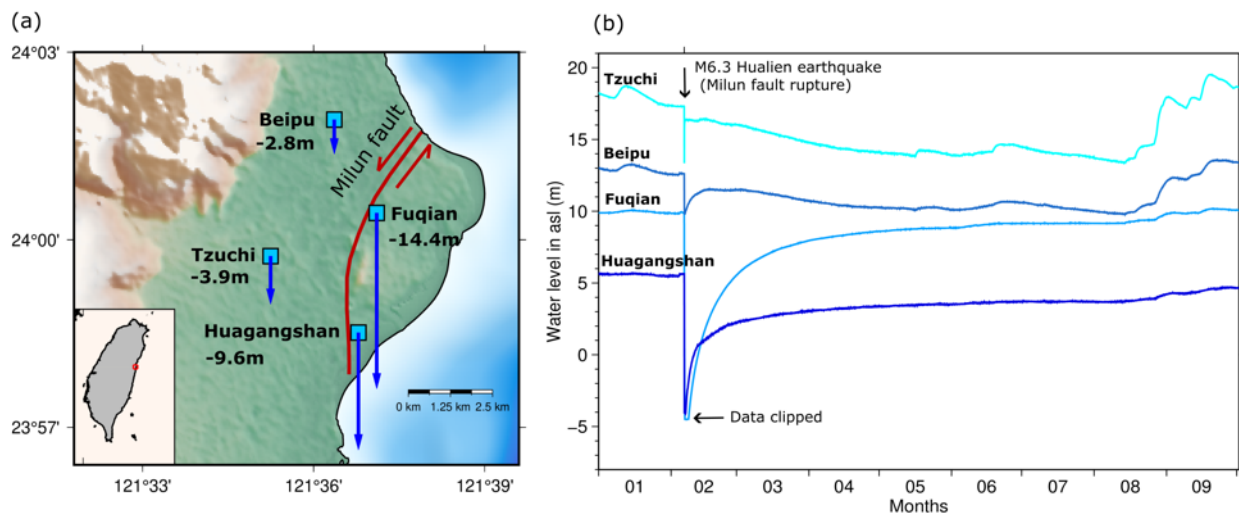 (a)
24°03'
24°00'
23°57'
121°33'
121°36'
121°39'
Beipu
-2.8m
Milun fault
Fuqian
-14.4m
Tzuchi
-3.9m
Huagangshan
-9.6m
0 km 1.25 km 2.5 km
(b)
Water level in asl (m)
20
15
10
5
0
−5
Tzuchi
M6.3 Hualien earthquake
(Milun fault rupture)
Beipu
Fuqian
Huagangshan
Data clipped
01 02 03 04 05 06 07 08 09
Months